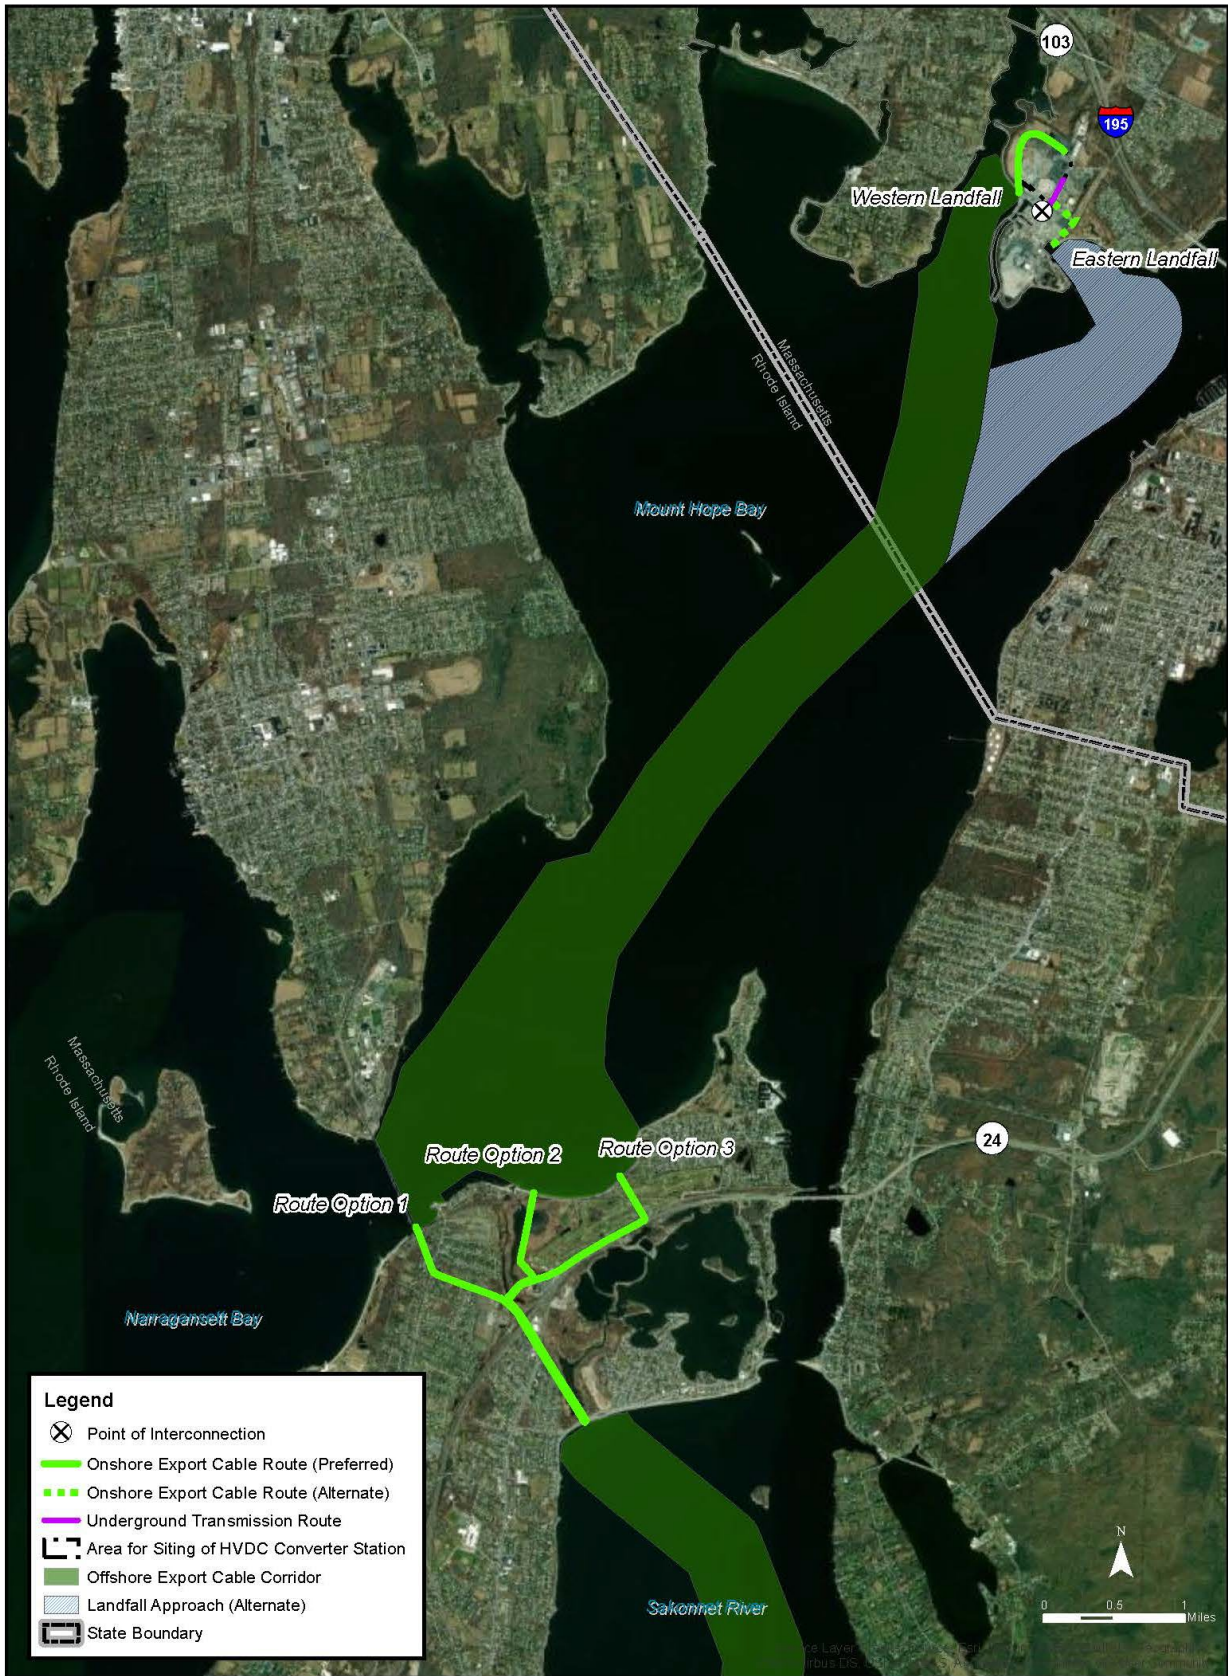 103
195
Western Landfall
Eastern Landfall
Massachusetts
Rhode Island
Mount Hope Bay
Massachusetts
Rhode Island
24
Route Option 2
Route Option 3
Route Option 1
Narragansett Bay
Legend
Point of Interconnection
Onshore Export Cable Route (Preferred)
Onshore Export Cable Route (Alternate)
Underground Transmission Route
Area for Siting of HVDC Converter Station
Offshore Export Cable Corridor
Landfall Approach (Alternate)
State Boundary
Sakonnet River
N
0 0.5 1
Miles
Layer